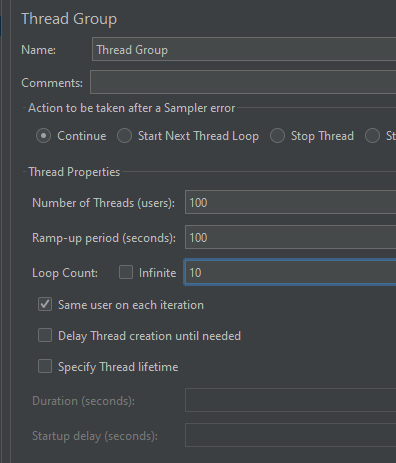 Thread Group
Name: Thread Group
Comments:
Action to be taken after a Sampler error
Continue Start Next Thread Loop Stop Thread St
Thread Properties
Number of Threads (users): 100
Ramp-up period (seconds): 100
Loop Count: Infinite 10
Same user on each iteration
Delay Thread creation until needed
Specify Thread lifetime
Duration (seconds):
Startup delay (seconds):